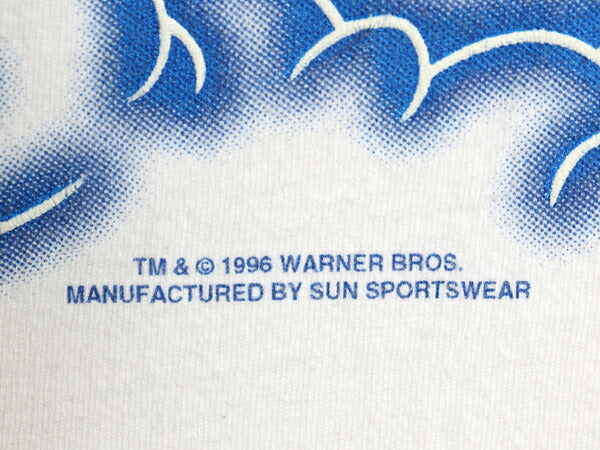 TM & © 1996 WARNER BROS.
MANUFACTURED BY SUN SPORTSWEAR